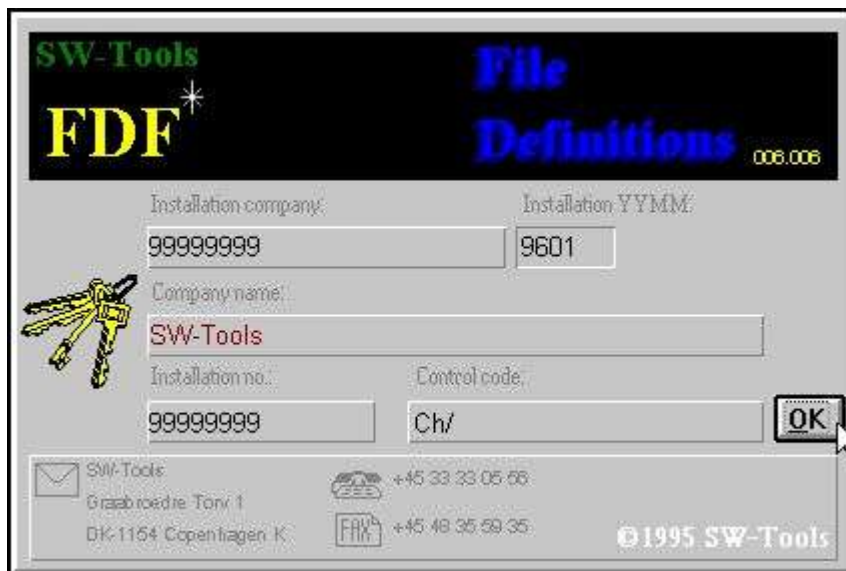 SW-Tools
FDF
File
Definitions
006.006
Installation company:
Installation YYMM:
99999999
9601
Company name:
SW-Tools
Installation no.:
Control code:
99999999
Ch/
OK
SW-Tools
Graabroedre Torv 1
DK-1154 Copenhagen K
+45 33 33 05 56
FAX
+45 48 35 59 35
©1995 SW-Tools